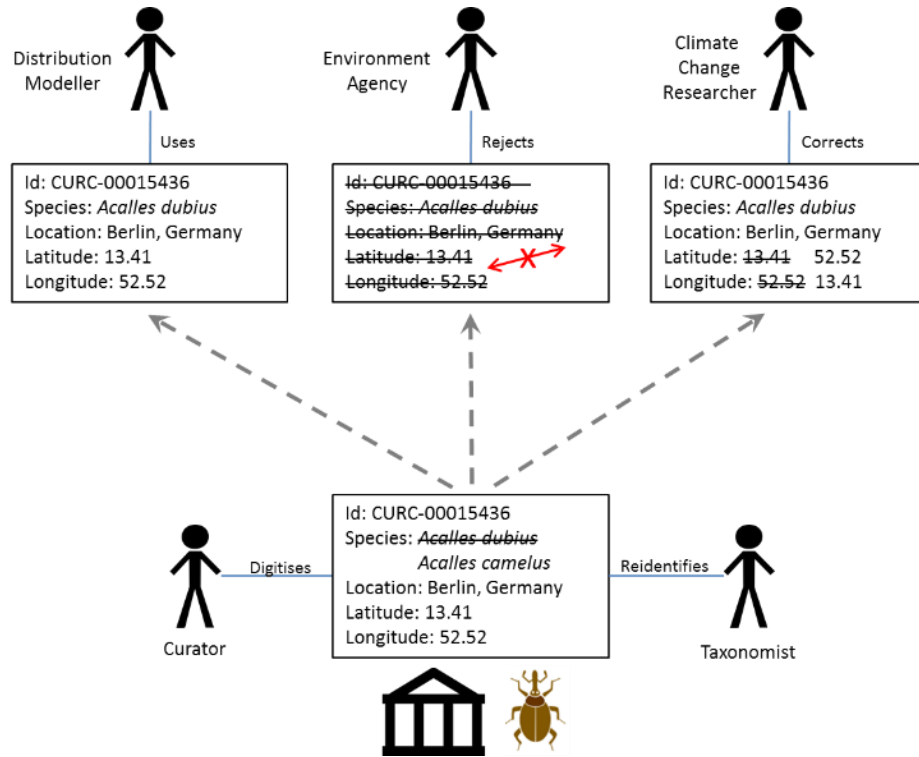 Distribution
Modeller
Environment
Agency
Climate
Change
Researcher
Uses
Rejects
Corrects
Id: CURC-00015436
Species: Acalles dubius
Location: Berlin, Germany
Latitude: 13.41
Longitude: 52.52
Id: CURC-00015436
Species: Acalles dubius
Location: Berlin, Germany
Latitude: 13.41
Longitude: 52.52
Id: CURC-00015436
Species: Acalles dubius
Location: Berlin, Germany
Latitude: 13.41 52.52
Longitude: 52.52 13.41
Id: CURC-00015436
Species: Acalles dubius
Acalles camelus
Location: Berlin, Germany
Latitude: 13.41
Longitude: 52.52
Digitises
Reidentifies
Curator
Taxonomist